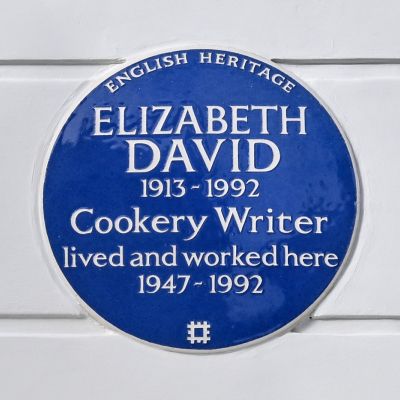 ENGLISH HERITAGE
ELIZABETH
DAVID
1913-1992
Cookery Writer
lived and worked here
1947-1992